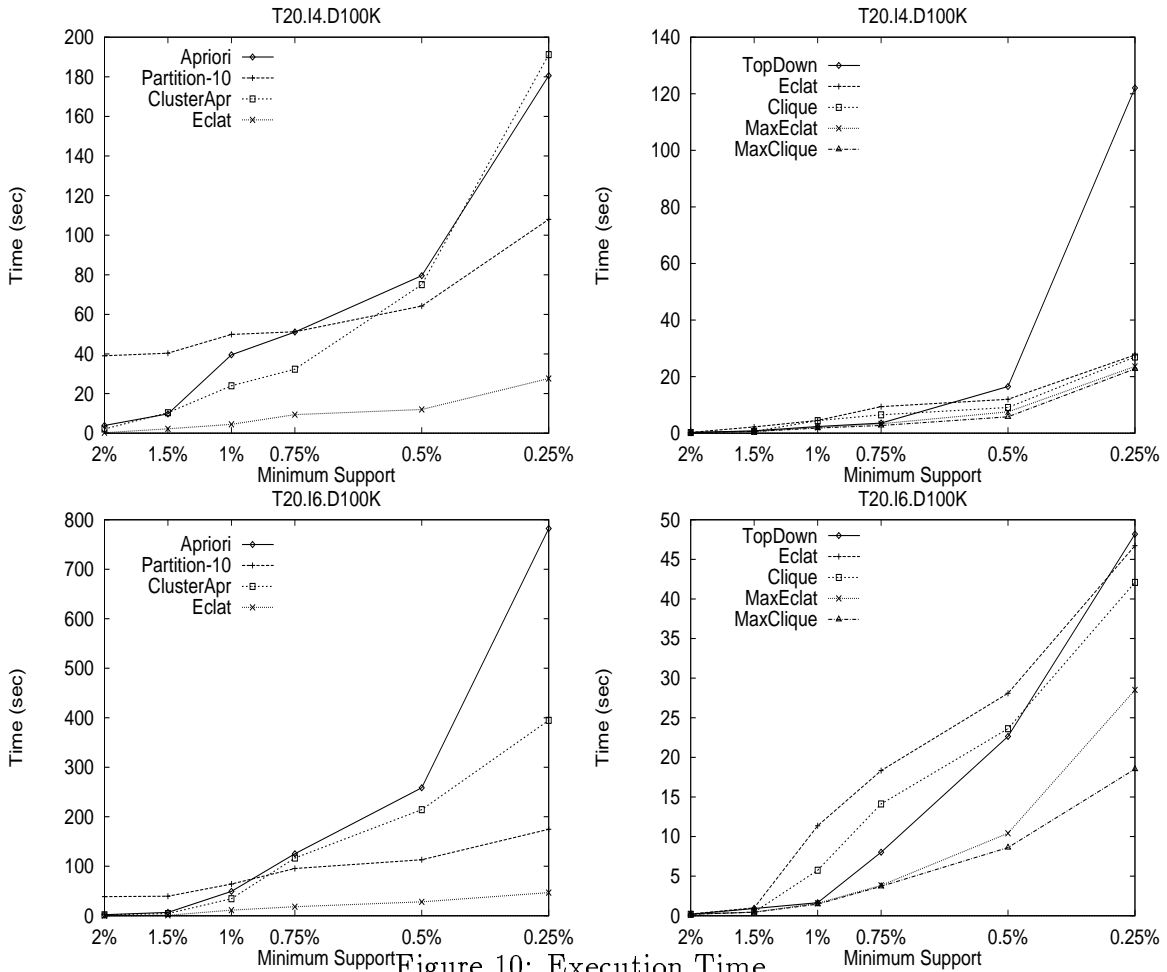 T20.I4.D100K
200
180
160
140
120
100
80
60
40
20
0
Time (sec)
Apriori
Partition-10
ClusterApr
Eclat
2% 1.5% 1% 0.75% 0.5% 0.25%
Minimum Support
T20.I4.D100K
140
120
100
80
60
40
20
0
Time (sec)
TopDown
Eclat
Clique
MaxEclat
MaxClique
2% 1.5% 1% 0.75% 0.5% 0.25%
Minimum Support
T20.I6.D100K
800
700
600
500
400
300
200
100
0
Time (sec)
Apriori
Partition-10
ClusterApr
Eclat
2% 1.5% 1% 0.75% 0.5% 0.25%
Minimum Support
T20.I6.D100K
50
45
40
35
30
25
20
15
10
5
0
Time (sec)
TopDown
Eclat
Clique
MaxEclat
MaxClique
2% 1.5% 1% 0.75% 0.5% 0.25%
Minimum Support
Figure 10: Execution Time